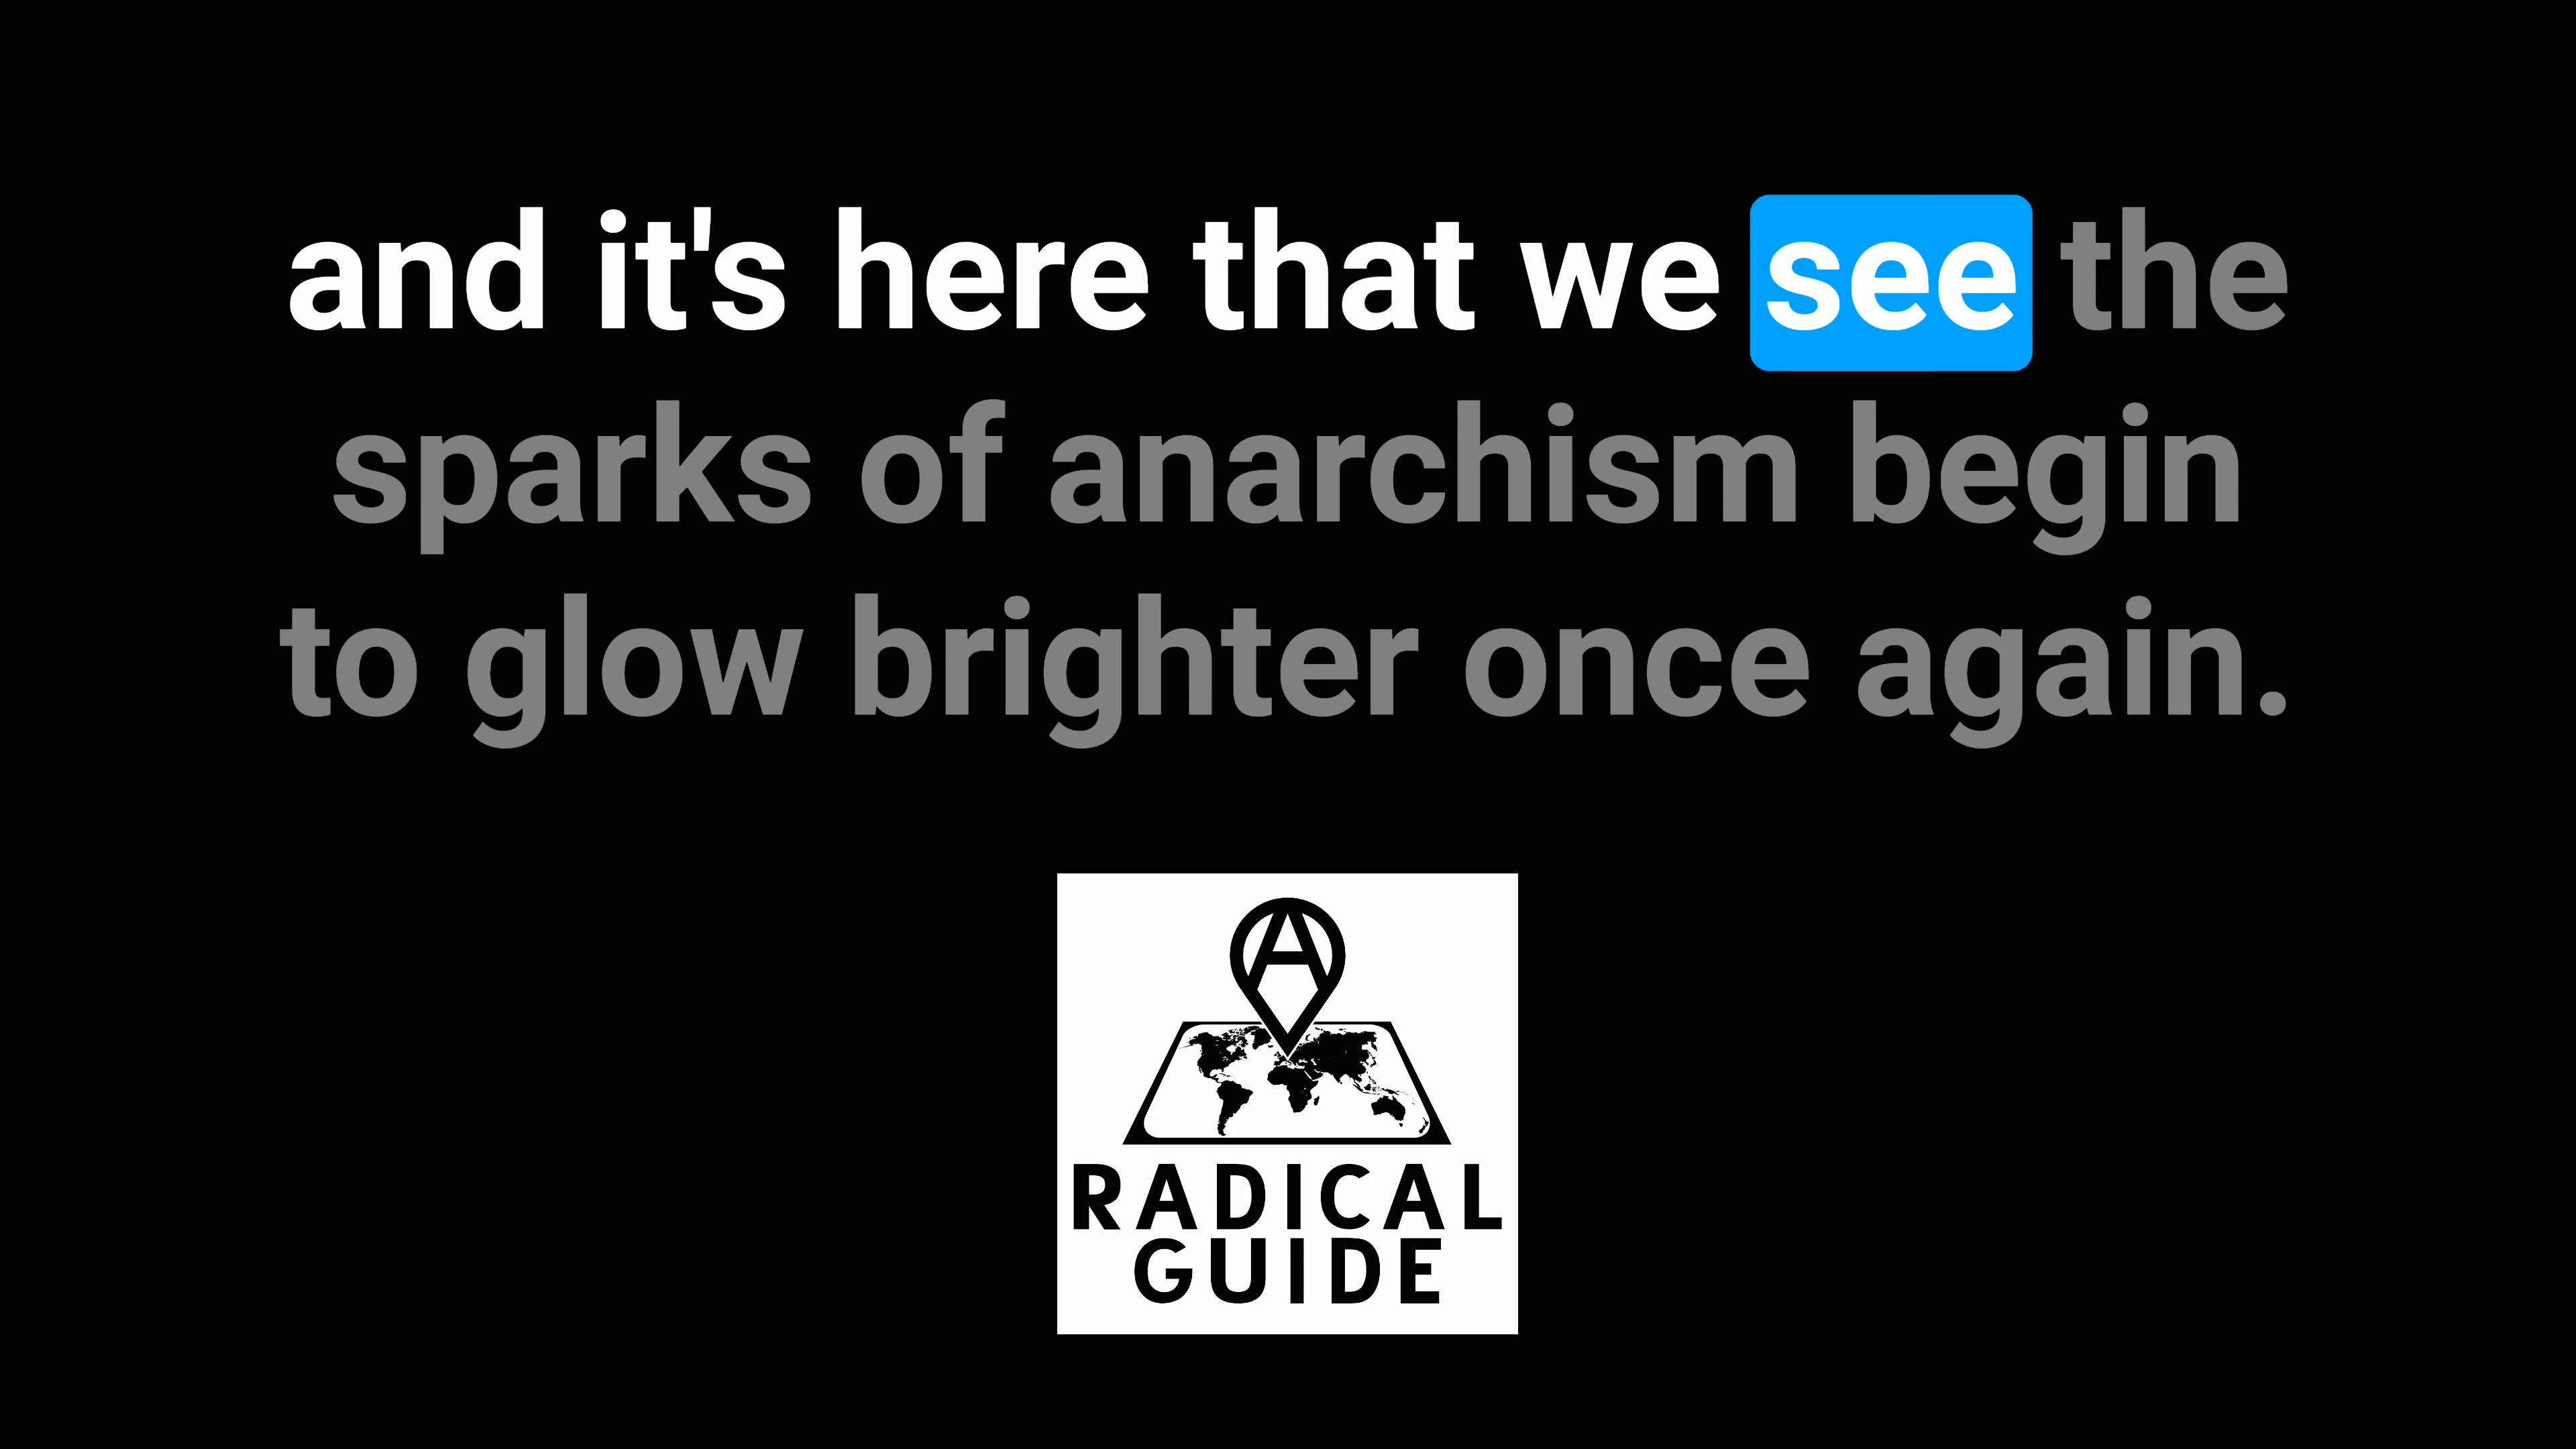 and it's here that we see the
sparks of anarchism begin
to glow brighter once again.
A
RADICAL
GUIDE